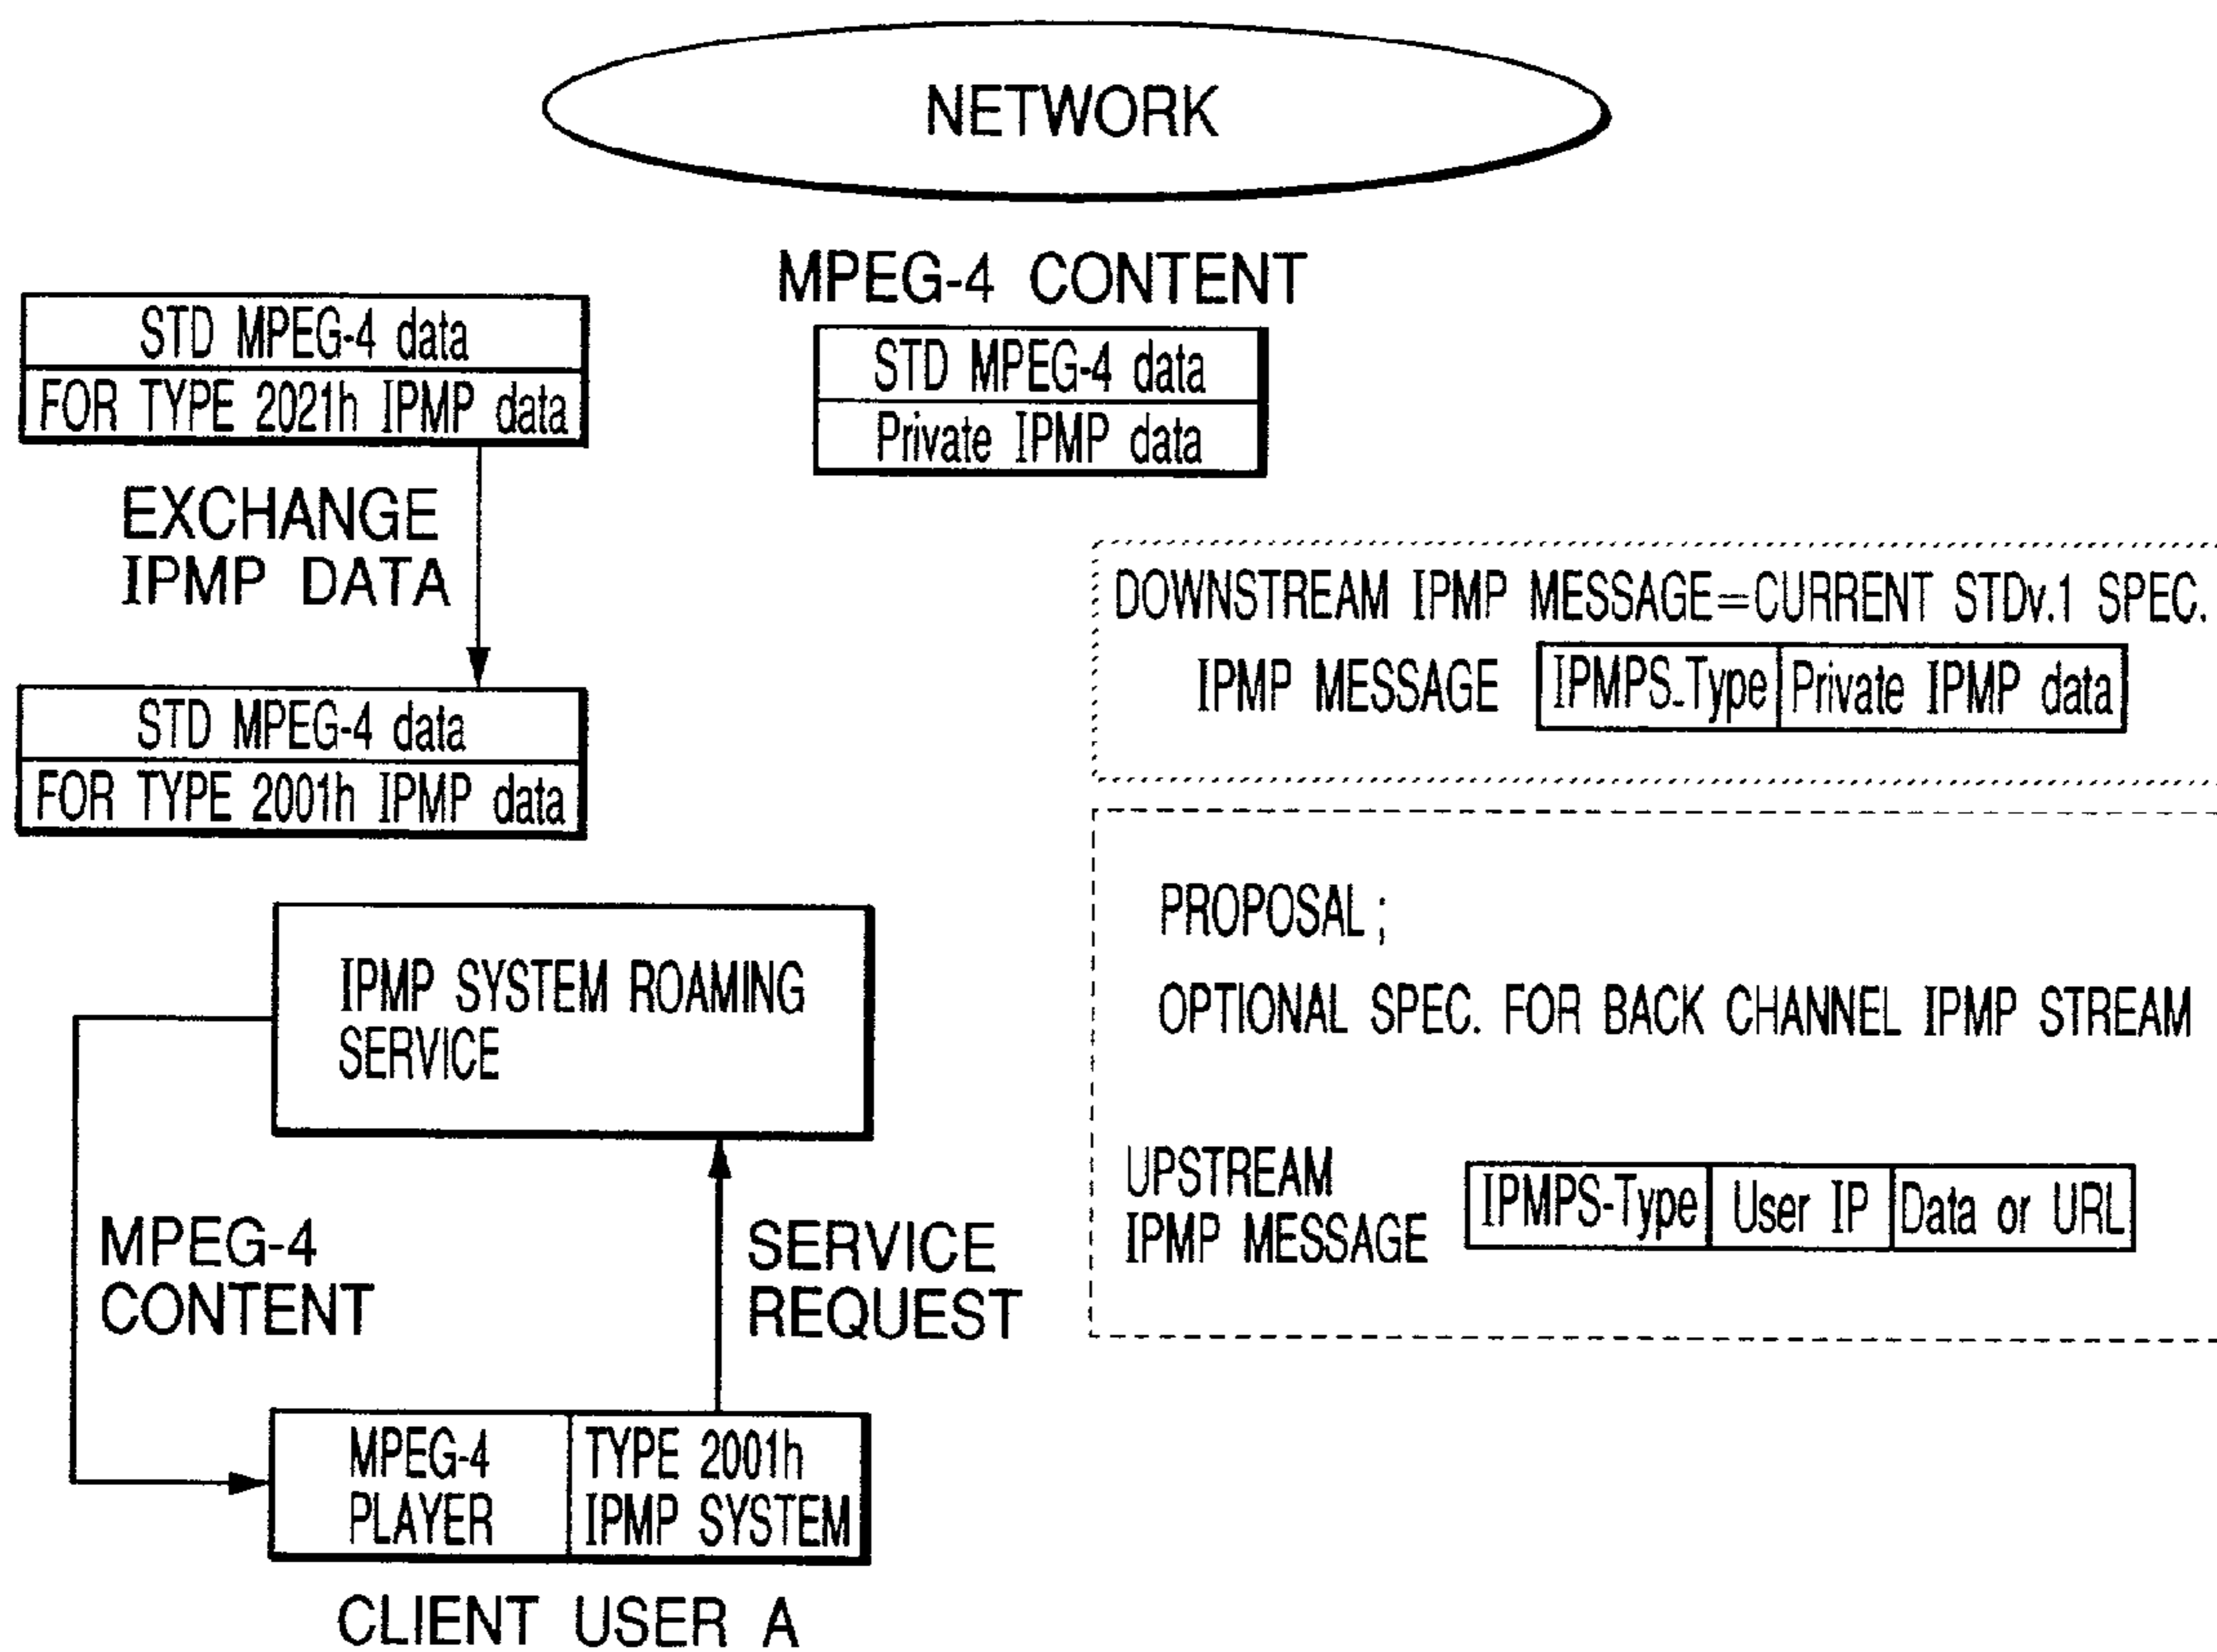 NETWORK
MPEG-4 CONTENT
STD MPEG-4 data
Private IPMP data
STD MPEG-4 data
FOR TYPE 2021h IPMP data
EXCHANGE
IPMP DATA
STD MPEG-4 data
FOR TYPE 2001h IPMP data
DOWNSTREAM IPMP MESSAGE=CURRENT STDv.1 SPEC.
IPMP MESSAGE IPMPS-Type Private IPMP data
PROPOSAL;
OPTIONAL SPEC. FOR BACK CHANNEL IPMP STREAM
UPSTREAM
IPMP MESSAGE
IPMPS-Type User IP Data or URL
IPMP SYSTEM ROAMING
SERVICE
MPEG-4
CONTENT
SERVICE
REQUEST
MPEG-4
PLAYER
TYPE 2001h
IPMP SYSTEM
CLIENT USER A